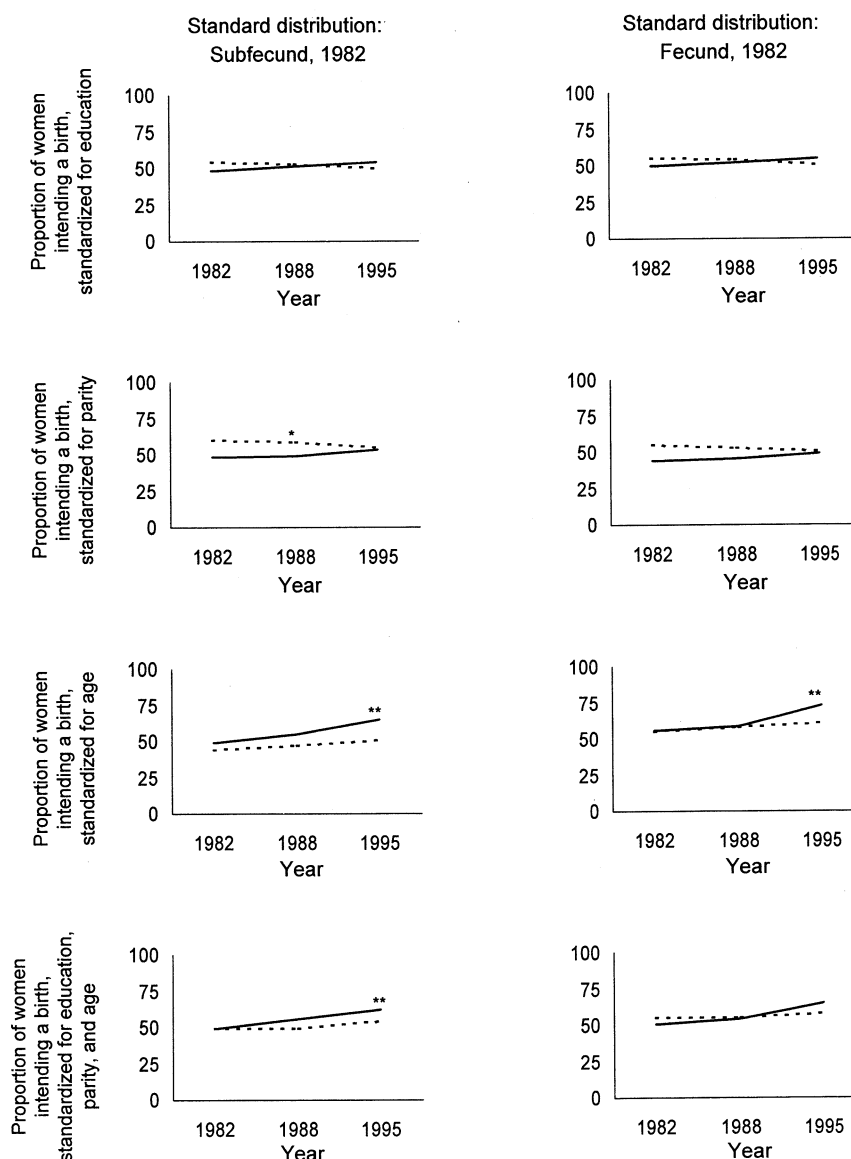 Standard distribution:
Subfecund, 1982
Standard distribution:
Fecund, 1982
Proportion of women
intending a birth,
standardized for education
100
75
50
25
0
1982 1988 1995
Year
100
75
50
25
0
1982 1988 1995
Year
Proportion of women
intending a birth,
standardized for parity
100
75
50
25
0
*
1982 1988 1995
Year
100
75
50
25
0
1982 1988 1995
Year
Proportion of women
intending a birth,
standardized for age
100
75
50
25
0
**
1982 1988 1995
Year
100
75
50
25
0
**
1982 1988 1995
Year
Proportion of women
intending a birth,
standardized for education,
parity, and age
100
75
50
25
0
**
1982 1988 1995
Year
100
75
50
25
0
1982 1988 1995
Year